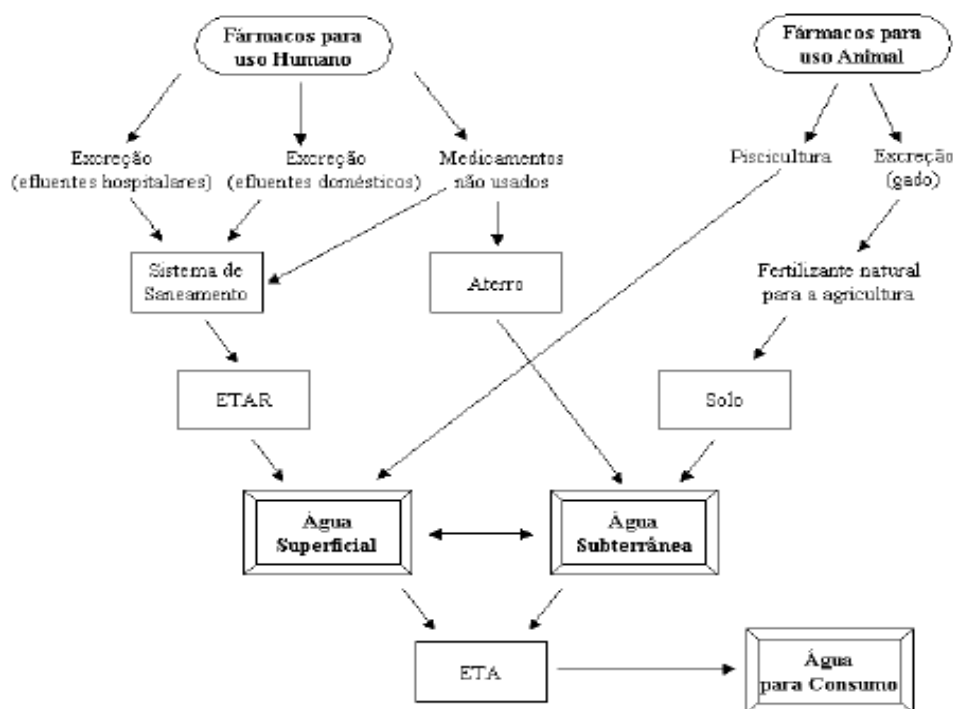 Fármacos para
uso Humano
Fármacos para
uso Animal
Excreção
(efluentes hospitalares)
Excreção
(efluentes domésticos)
Medicamentos
não usados
Piscicultura
Excreção
(gado)
Sistema de
Saneamento
Aterro
Fertilizante natural
para a agricultura
ETAR
Solo
Água
Superficial
Água
Subterrânea
ETA
Água
para Consumo